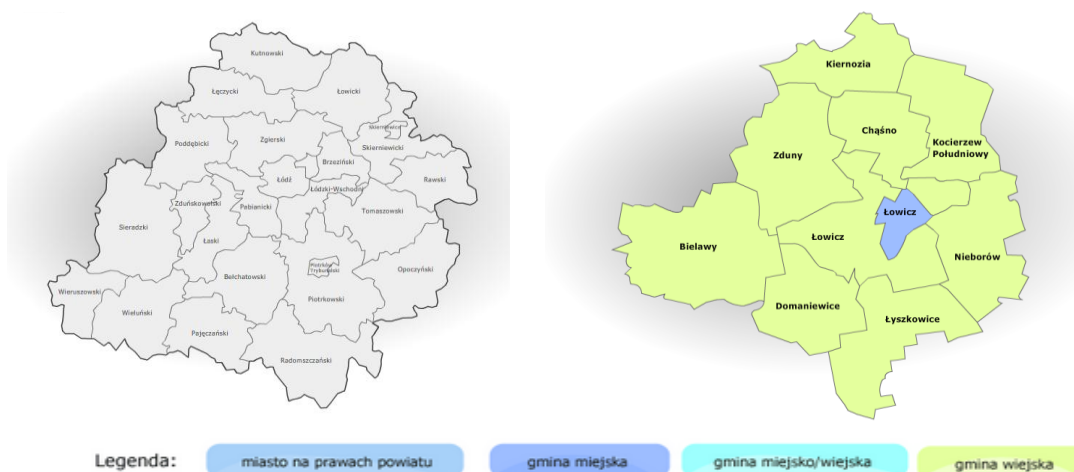 Kutnowski
Łęczycki
Łowicki
Skierniewice
Poddębicki
Zgierski
Skierniewicki
Brzeziński
Łódź
Rawski
Łódzki-Wschodni
Zduńskowolski
Pabianicki
Tomaszowski
Sieradzki
Łaski
Piotrków
Trybunalski
Opoczyński
Bełchatowski
Wieruszowski
Piotrkowski
Wieluński
Pajęczański
Radomszczański
Kiernozia
Chąśno
Kocierzew
Południowy
Zduny
Łowicz
Łowicz
Bielawy
Nieborów
Domaniewice
Łyszkowice
Legenda:
miasto na prawach powiatu
gmina miejska
gmina miejsko/wiejska
gmina wiejska